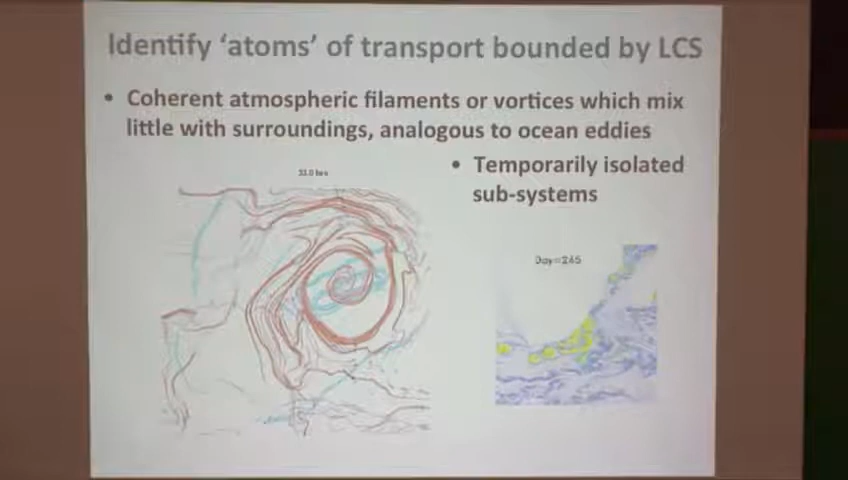 Identify ‘atoms’ of transport bounded by LCS
• Coherent atmospheric filaments or vortices which mix
little with surroundings, analogous to ocean eddies
• Temporarily isolated
sub-systems
Day=265